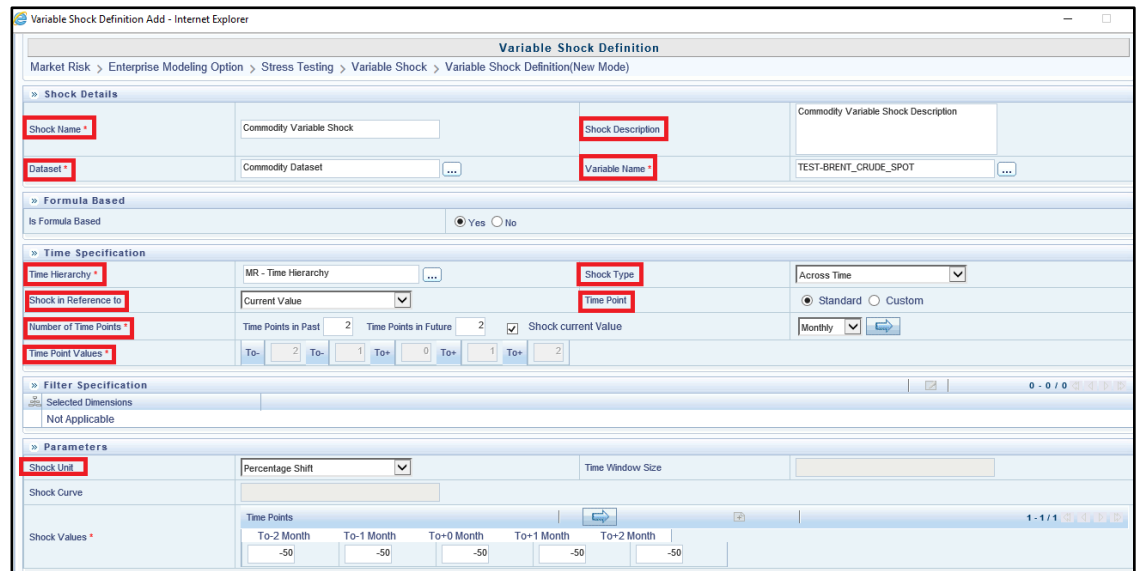 Variable Shock Definition Add - Internet Explorer
Variable Shock Definition
Market Risk > Enterprise Modeling Option > Stress Testing > Variable Shock > Variable Shock Definition(New Mode)
» Shock Details
Shock Name * Commodity Variable Shock Shock Description Commodity Variable Shock Description
Dataset * Commodity Dataset ... Variable Name * TEST-BRENT_CRUDE_SPOT ...
» Formula Based
Is Formula Based Yes No
» Time Specification
Time Hierarchy * MR - Time Hierarchy ... Shock Type Across Time
Shock in Reference to Current Value Time Point Standard Custom
Number of Time Points * Time Points in Past 2 Time Points in Future 2 Shock current Value Monthly
Time Point Values * To- 2 To- 1 To+ 0 To+ 1 To+ 2
» Filter Specification 0 - 0 / 0
Selected Dimensions
Not Applicable
» Parameters
Shock Unit Percentage Shift Time Window Size
Shock Curve
Time Points 1 - 1 / 1
Shock Values * To-2 Month To-1 Month To+0 Month To+1 Month To+2 Month
-50 -50 -50 -50 -50